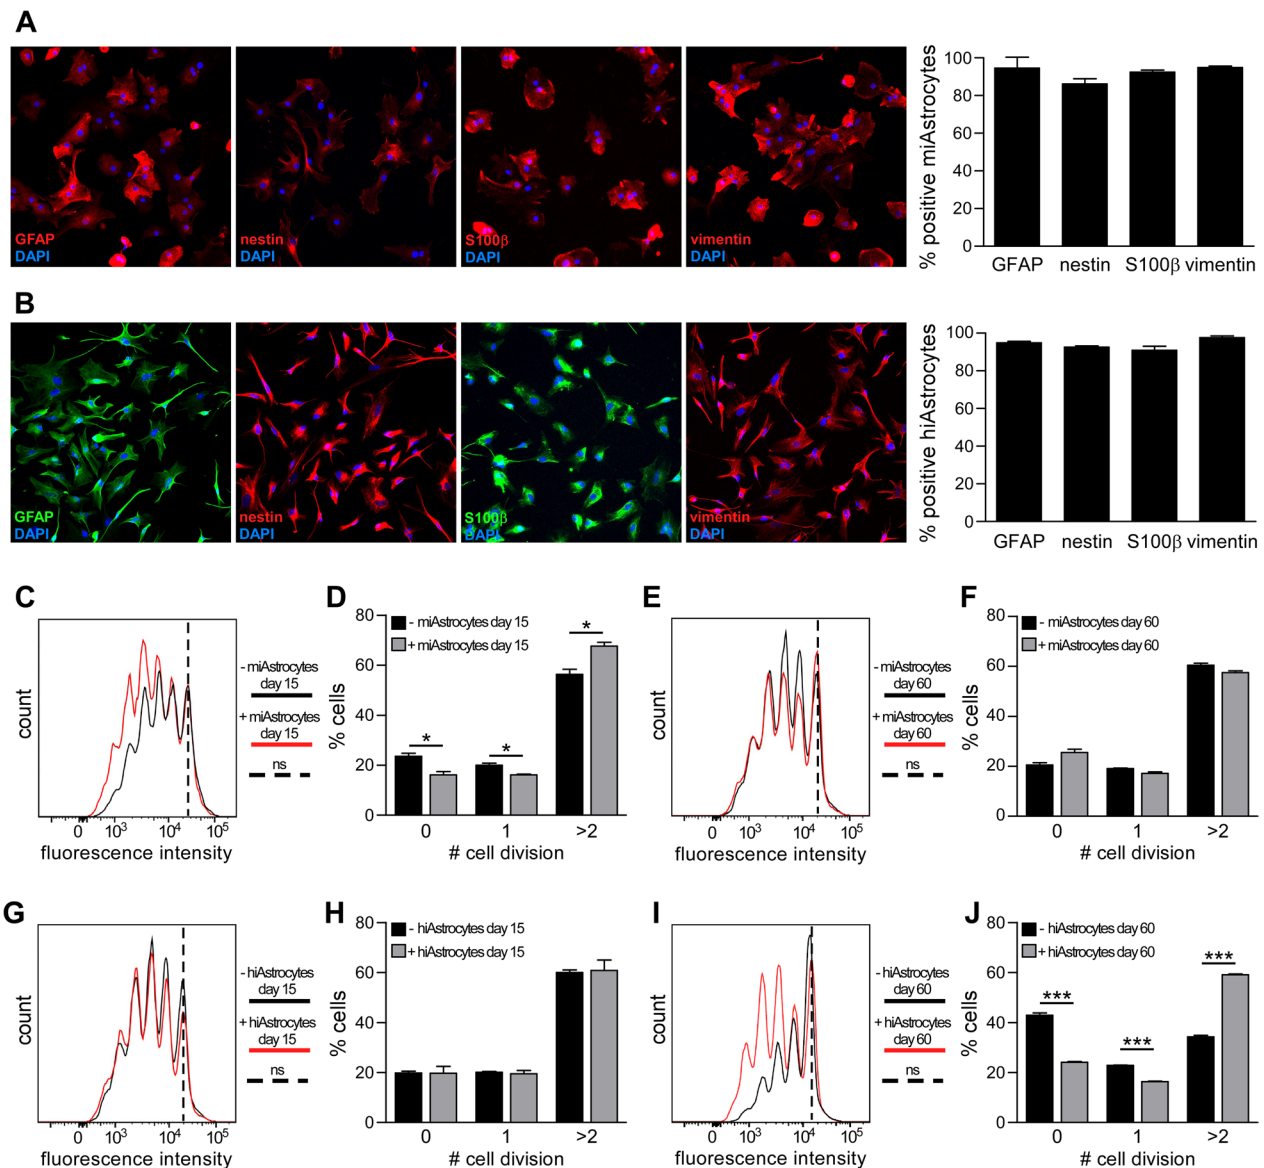 A
GFAP
DAPI
nestin
DAPI
S100β
DAPI
vimentin
DAPI
% positive miAstrocytes
100
80
60
40
20
0
GFAP nestin S100β vimentin
B
GFAP
DAPI
nestin
DAPI
S100β
DAPI
vimentin
DAPI
% positive hiAstrocytes
100
80
60
40
20
0
GFAP nestin S100β vimentin
C
count
0 10³ 10⁴ 10⁵
fluorescence intensity
- miAstrocytes
day 15
+ miAstrocytes
day 15
ns
D
% cells
80
60
40
20
0
- miAstrocytes day 15
+ miAstrocytes day 15
* * *
0 1 >2
# cell division
E
count
0 10³ 10⁴ 10⁵
fluorescence intensity
- miAstrocytes
day 60
+ miAstrocytes
day 60
ns
F
% cells
80
60
40
20
0
- miAstrocytes day 60
+ miAstrocytes day 60
0 1 >2
# cell division
G
count
0 10³ 10⁴ 10⁵
fluorescence intensity
- hiAstrocytes
day 15
+ hiAstrocytes
day 15
ns
H
% cells
80
60
40
20
0
- hiAstrocytes day 15
+ hiAstrocytes day 15
0 1 >2
# cell division
I
count
0 10³ 10⁴ 10⁵
fluorescence intensity
- hiAstrocytes
day 60
+ hiAstrocytes
day 60
ns
J
% cells
80
60
40
20
0
- hiAstrocytes day 60
+ hiAstrocytes day 60
*** *** ***
0 1 >2
# cell division